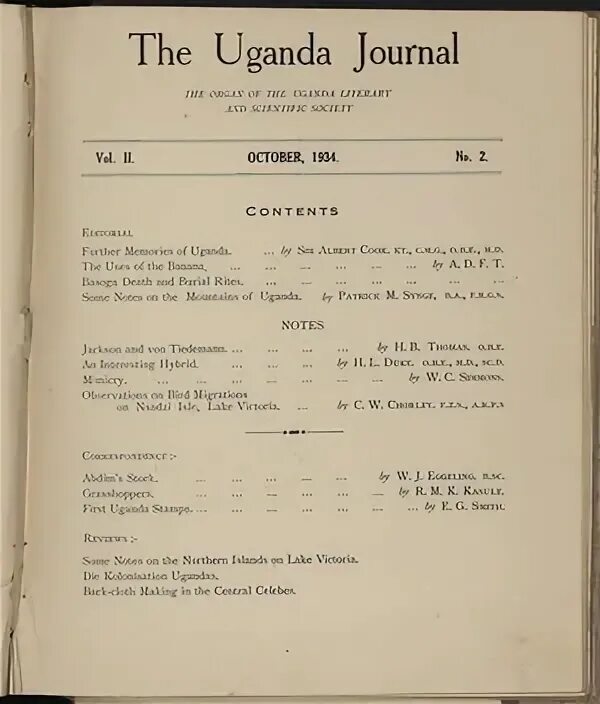 The Uganda Journal
THE ORGAN OF THE UGANDA LITERARY
AND SCIENTIFIC SOCIETY
Vol. II. OCTOBER, 1934. No. 2.
CONTENTS
EDITORIAL
Further Memories of Uganda. ... by SIR ALBERT COOK, KT., C.M.G., O.B.E., M.D.
The Uses of the Banana. ... ... — ... — ... by A. D. F. T.
Basoga Death and Burial Rites. ... — ... — ... ...
Some Notes on the Mountains of Uganda. by PATRICK M. B.A., F.R.G.S.
NOTES
Jackson and von Tiedemann. ... ... ... — ... by H. B. THOMAS. O.B.E.
An Interesting Hybrid. ... ... ... by H. L. DUKE. O.B.E., M.D., SC.D.
Mimicry. ... ... ... — ... — ... by W. C. SIMMONS.
Observations on Bird Migrations
on Isle, Lake Victoria. ... by C. W.
CORRESPONDENCE :-
Abdim's Stork. ... ... ... — ... by W. J. EGGELING, B.SC.
Grasshoppers. ... ... ... ... — by R. M. K.
First Uganda Stamps. ... ... — ... ... ... by E. G. SMITH.
REVIEWS :-
Some Notes on the Northern Islands on Lake Victoria.
Die Kolonisation Ugandas.
Bark-cloth Making in the Central Celebes.